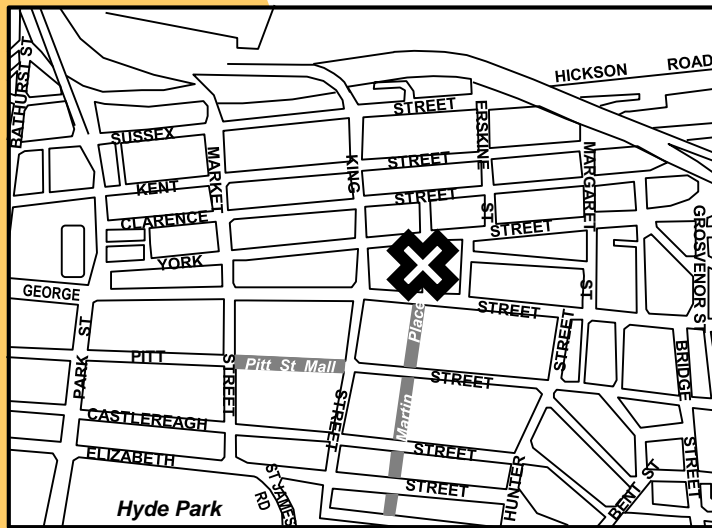 HICKSON ROAD
BATHURST ST
SUSSEX STREET
ERSKINE ST
KENT STREET
MARKET STREET
KING STREET
MARGARET ST
CLARENCE STREET
YORK STREET
GROSVENOR ST
GEORGE STREET
PARK ST
Martin Place
STREET
BRIDGE STREET
PITT STREET
Pitt St Mall
CASTLEREAGH STREET
ELIZABETH STREET
HUNTER
BENT ST
ST JAMES
RD
Hyde Park